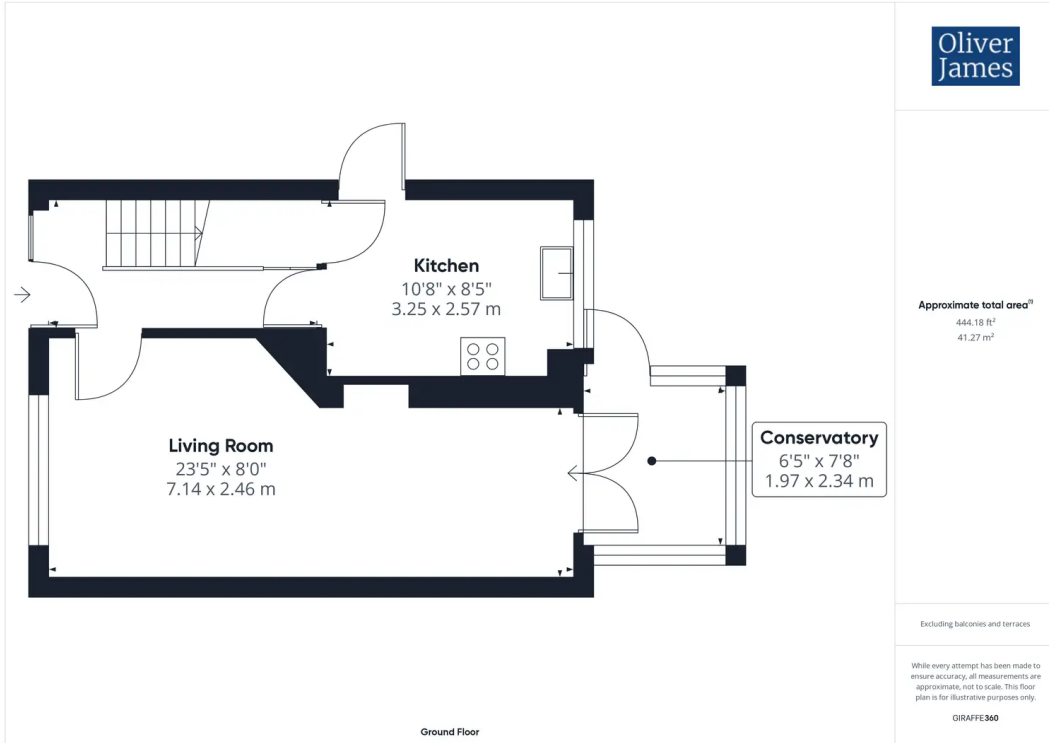 Oliver
James
Kitchen
10'8" x 8'5"
3.25 x 2.57 m
Living Room
23'5" x 8'0"
7.14 x 2.46 m
Conservatory
6'5" x 7'8"
1.97 x 2.34 m
Ground Floor
Approximate total area⁽¹⁾
444.18 ft²
41.27 m²
Excluding balconies and terraces
While every attempt has been made to
ensure accuracy, all measurements are
approximate, not to scale. This floor
plan is for illustrative purposes only.
GIRAFFE360